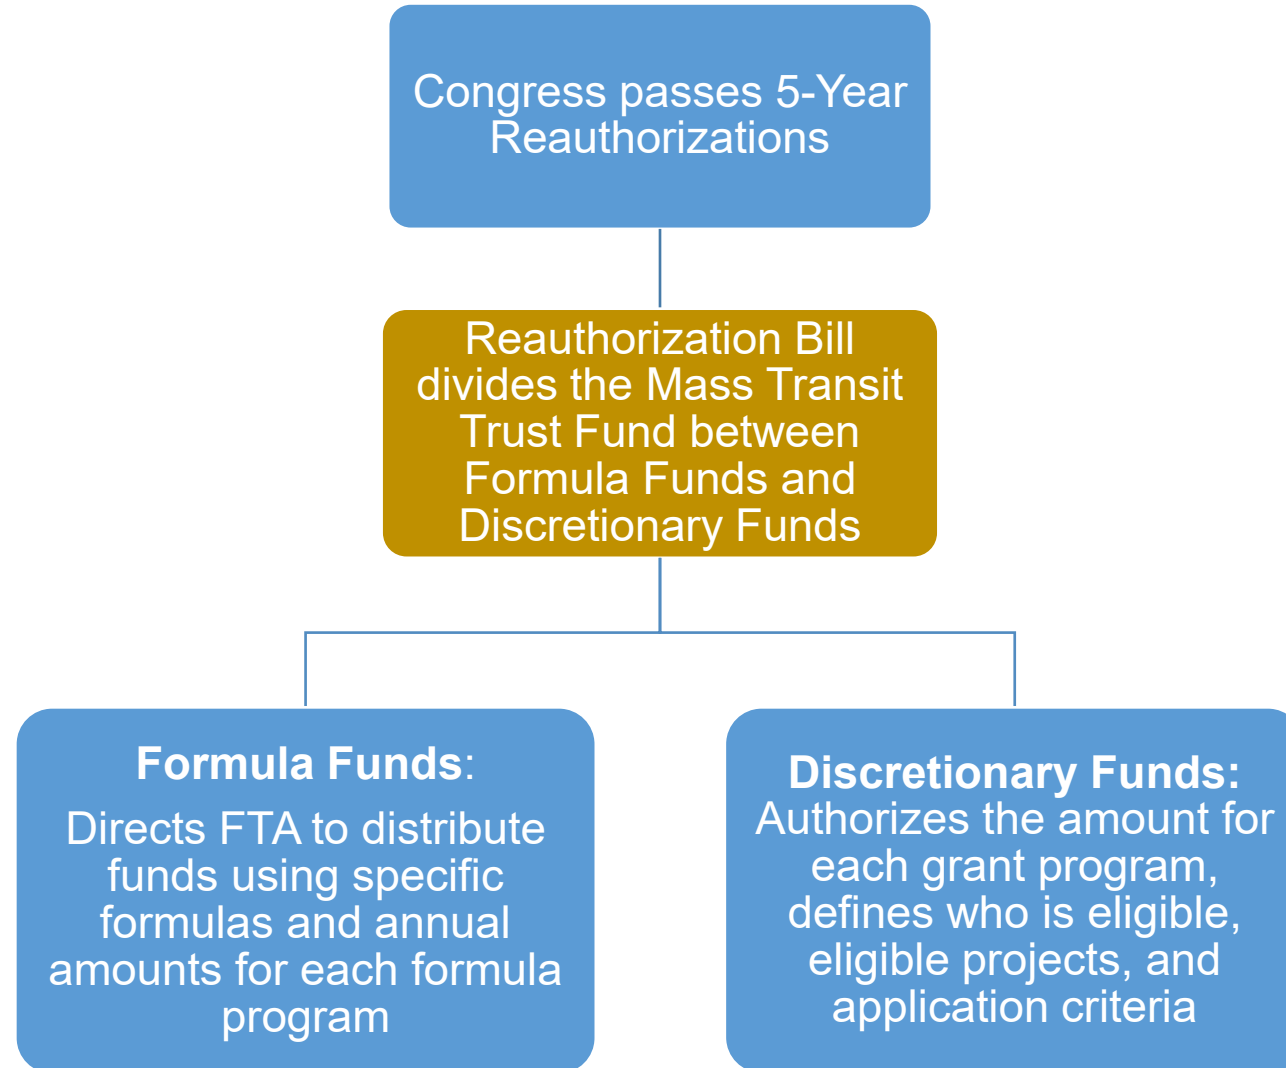 Congress passes 5-Year
Reauthorizations
Reauthorization Bill
divides the Mass Transit
Trust Fund between
Formula Funds and
Discretionary Funds
Formula Funds:
Directs FTA to distribute
funds using specific
formulas and annual
amounts for each formula
program
Discretionary Funds:
Authorizes the amount for
each grant program,
defines who is eligible,
eligible projects, and
application criteria